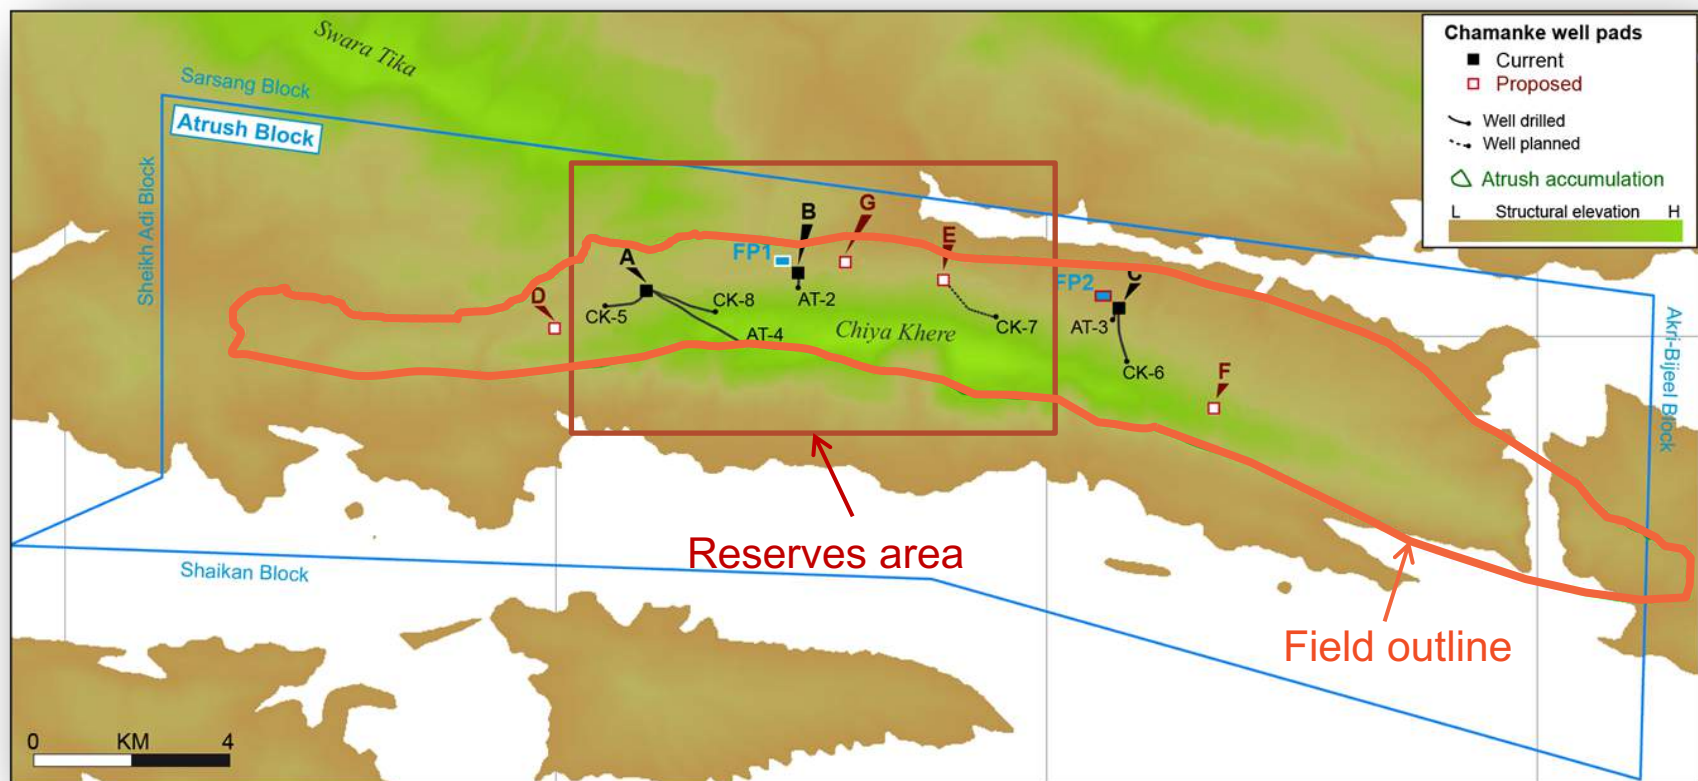 Swara Tika
Sarsang Block
Atrush Block
Sheikh Adi Block
Chamanke well pads
Current
Proposed
Well drilled
Well planned
Atrush accumulation
L Structural elevation H
A
B
G
E
FP1
D
CK-5
CK-8
AT-2
AT-4
Chiya Khere
CK-7
FP2
C
AT-3
CK-6
F
Akri-Bijeel Block
Reserves area
Shaikan Block
Field outline
0 KM 4